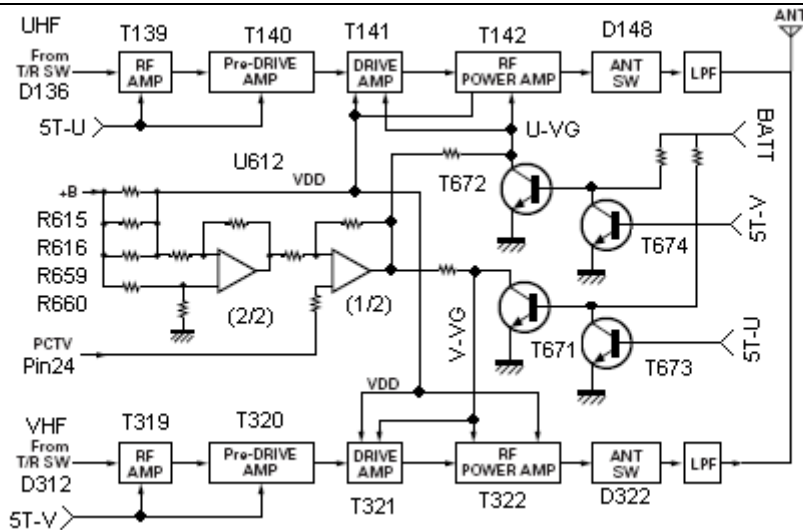 ANT
UHF
T139
T140
T141
T142
D148
From
T/R SW
D136
RF
AMP
Pre-DRIVE
AMP
DRIVE
AMP
RF
POWER AMP
ANT
SW
LPF
5T-U
U-VG
BATT
U612
VDD
+B
T672
R615
R616
R659
R660
T674
5T-V
(2/2)
(1/2)
V-VG
PCTV
Pin24
T671
T673
5T-U
VDD
VHF
T319
T320
From
T/R SW
D312
RF
AMP
Pre-DRIVE
AMP
DRIVE
AMP
RF
POWER AMP
ANT
SW
LPF
T321
T322
D322
5T-V